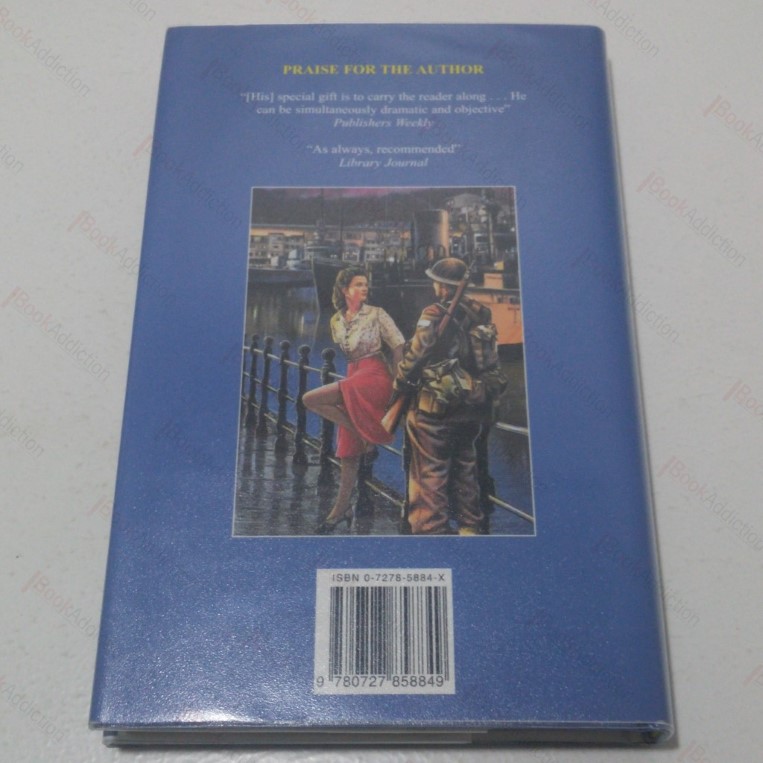 PRAISE FOR THE AUTHOR
“[His] special gift is to carry the reader along . . . He
can be simultaneously dramatic and objective”
Publishers Weekly
“As always, recommended”
Library Journal
ISBN 0-7278-5884-X
9 780727 858849
iBookAddiction